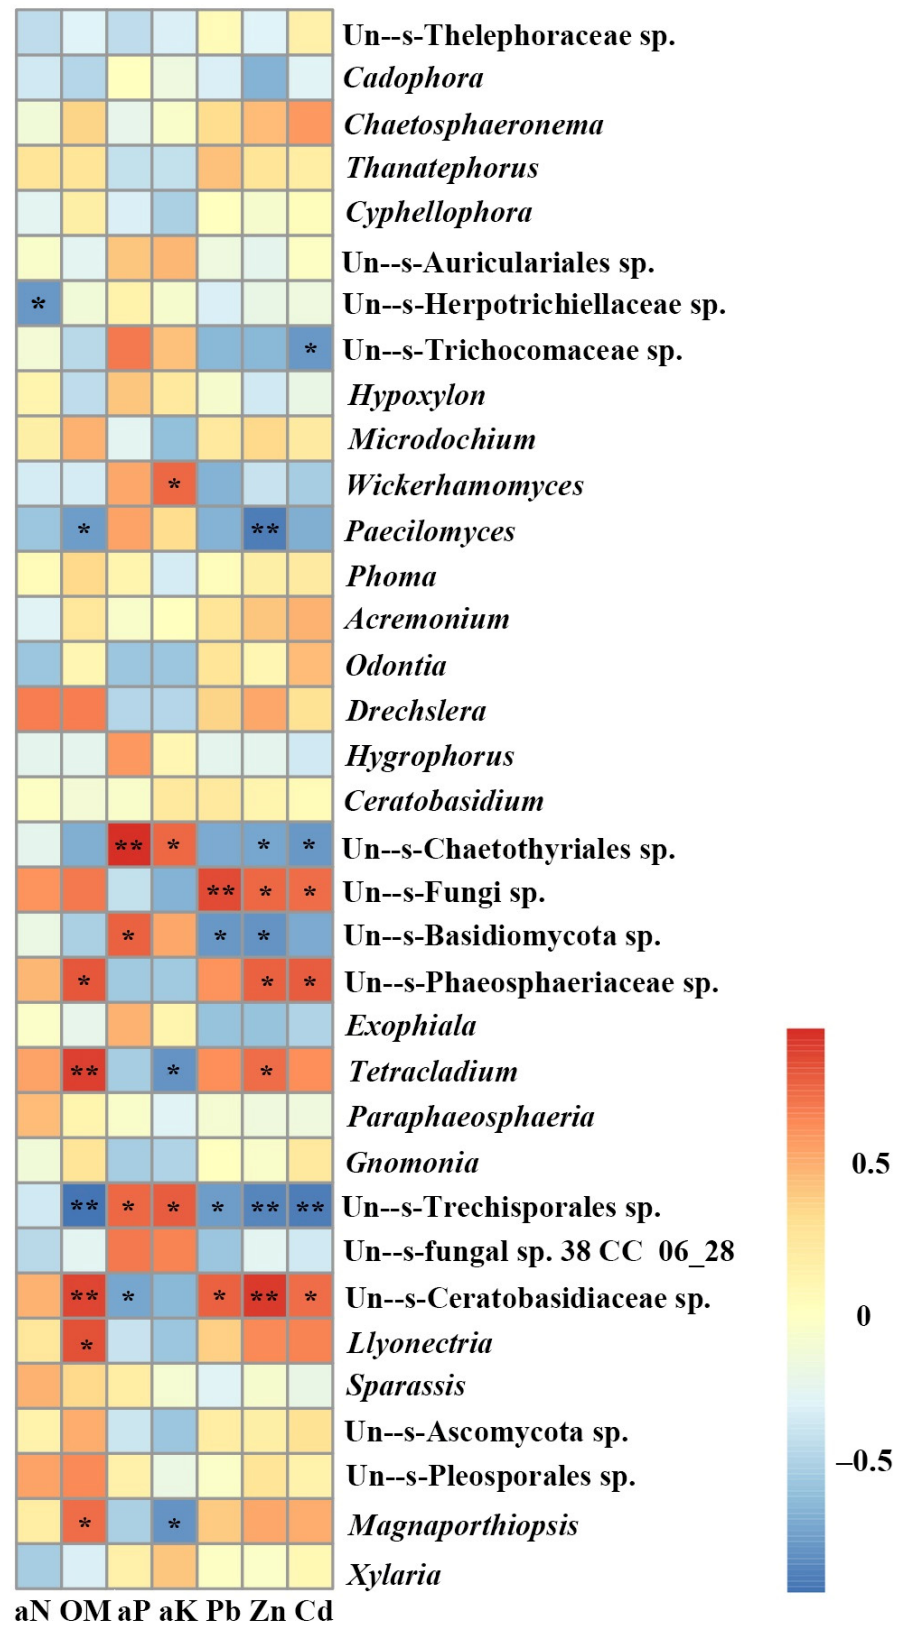 Un--s-Thelephoraceae sp.
Cadophora
Chaetosphaeronema
Thanatephorus
Cyphellophora
Un--s-Auriculariales sp.
* Un--s-Herpotrichiellaceae sp.
* Un--s-Trichocomaceae sp.
Hypoxylon
Microdochium
* Wickerhamomyces
* ** Paecilomyces
Phoma
Acremonium
Odontia
Drechslera
Hygrophorus
Ceratobasidium
** * * * Un--s-Chaetothyriales sp.
** * * Un--s-Fungi sp.
* * * Un--s-Basidiomycota sp.
* * * Un--s-Phaeosphaeriaceae sp.
Exophiala
** * * Tetracladium
Paraphaeosphaeria
Gnomonia
** * * * ** ** Un--s-Trechisporales sp.
Un--s-fungal sp. 38 CC 06_28
** * * ** * Un--s-Ceratobasidiaceae sp.
* Llyonectria
Sparassis
Un--s-Ascomycota sp.
Un--s-Pleosporales sp.
* * Magnaporthiopsis
Xylaria
aN OM aP aK Pb Zn Cd
0.5
0
–0.5